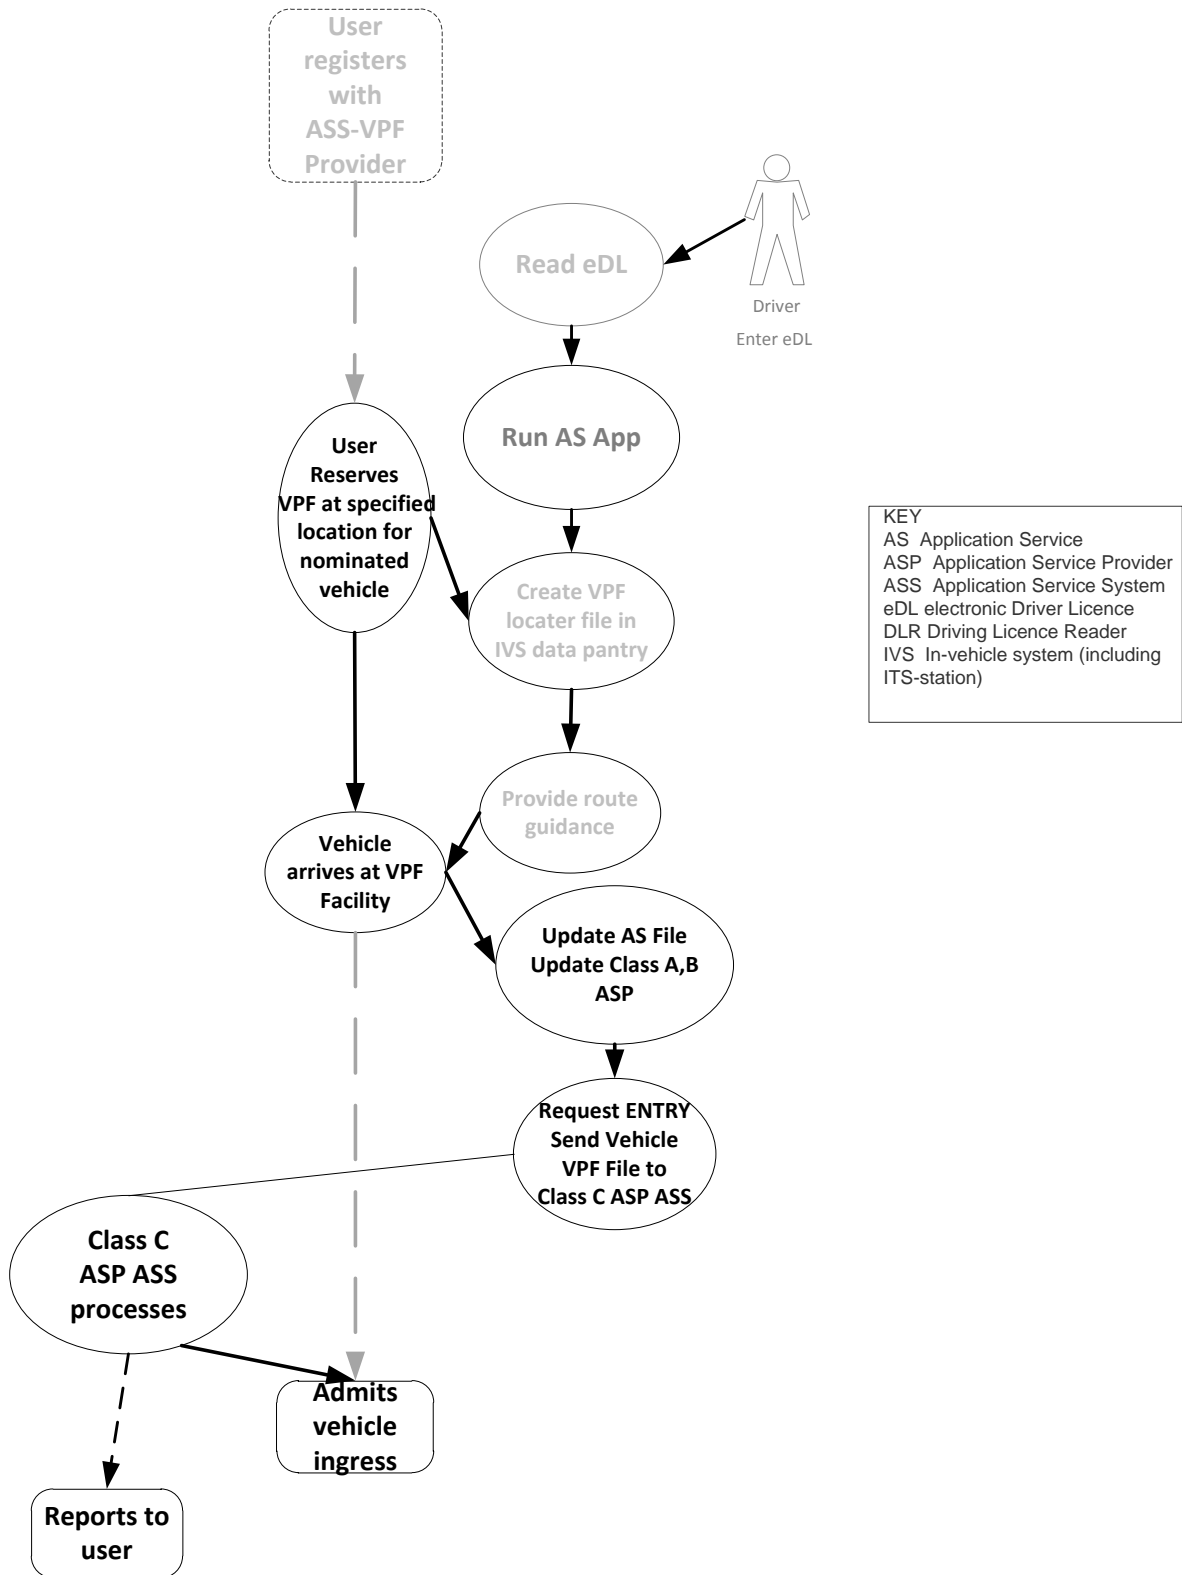 User
registers
with
ASS-VPF
Provider
Read eDL
Driver
Enter eDL
Run AS App
User
Reserves
VPF at specified
location for
nominated
vehicle
KEY
AS  Application Service
ASP  Application Service Provider
ASS  Application Service System
eDL electronic Driver Licence
DLR Driving Licence Reader
IVS  In-vehicle system (including
ITS-station)
Create VPF
locater file in
IVS data pantry
Provide route
guidance
Vehicle
arrives at VPF
Facility
Update AS File
Update Class A,B
ASP
Request ENTRY
Send Vehicle
VPF File to
Class C ASP ASS
Class C
ASP ASS
processes
Admits
vehicle
ingress
Reports to
user